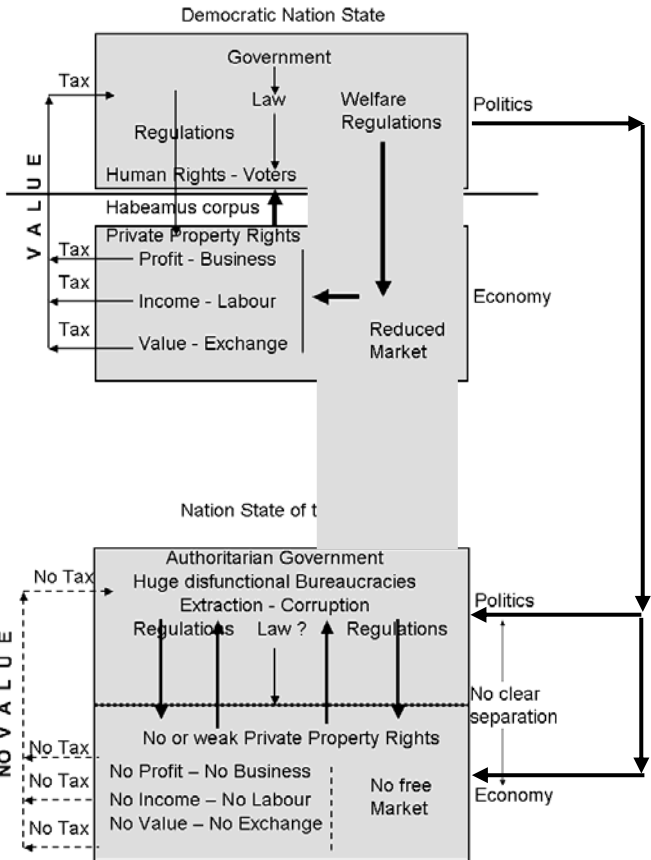 Democratic Nation State
Government
Tax
Law
Welfare
Regulations
Politics
Regulations
Human Rights - Voters
VALUE
Habeamus corpus
Private Property Rights
Tax
Profit - Business
Tax
Income - Labour
Economy
Tax
Value - Exchange
Reduced
Market
Nation State of t
Authoritarian Government
No Tax
Huge disfunctional Bureaucracies
Extraction - Corruption
Politics
Regulations
Law ?
Regulations
NO VALUE
No clear
separation
No or weak Private Property Rights
No Tax
No Profit – No Business
No Tax
No Income – No Labour
No free
Market
Economy
No Tax
No Value – No Exchange